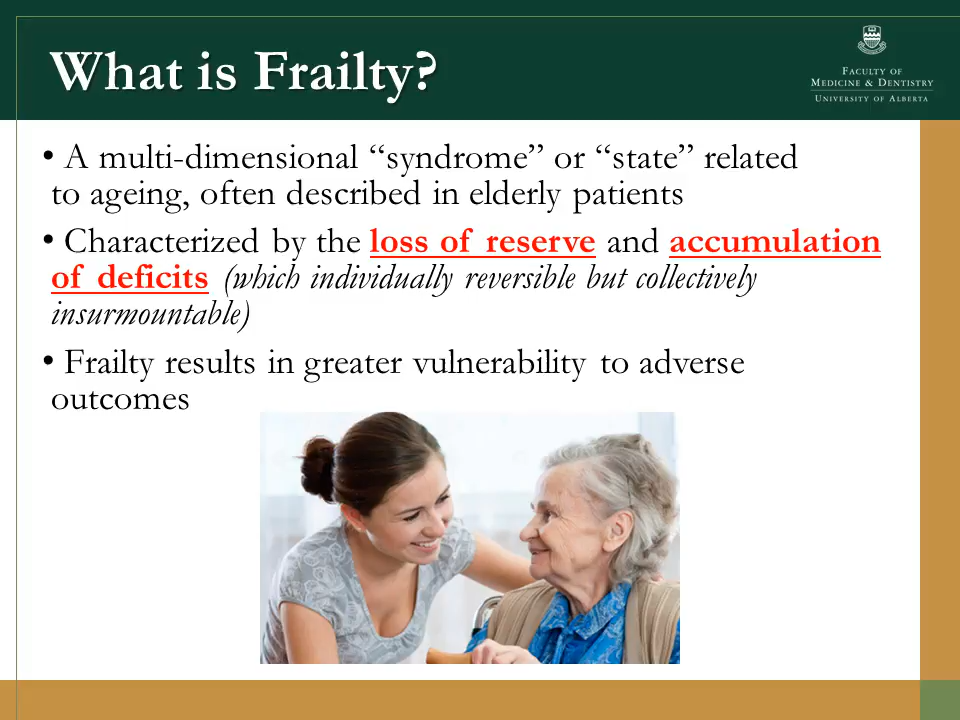 What is Frailty?
FACULTY OF
MEDICINE & DENTISTRY
UNIVERSITY OF ALBERTA
• A multi-dimensional “syndrome” or “state” related
to ageing, often described in elderly patients
• Characterized by the loss of reserve and accumulation
of deficits (which individually reversible but collectively
insurmountable)
• Frailty results in greater vulnerability to adverse
outcomes